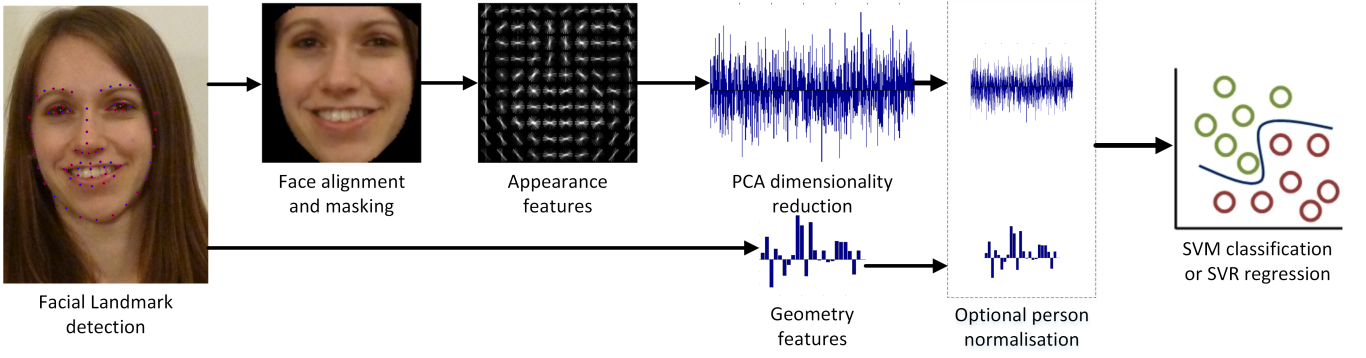 Facial Landmark
detection
Face alignment
and masking
Appearance
features
PCA dimensionality
reduction
Geometry
features
Optional person
normalisation
SVM classification
or SVR regression